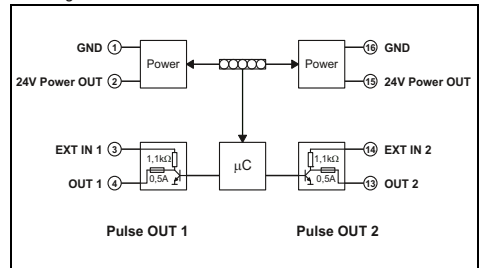 GND 1 Power Power 16 GND
24V Power OUT 2 15 24V Power OUT
EXT IN 1 3 1,1kΩ µC 1,1kΩ 14 EXT IN 2
OUT 1 4 0,5A 0,5A 13 OUT 2
Pulse OUT 1 Pulse OUT 2